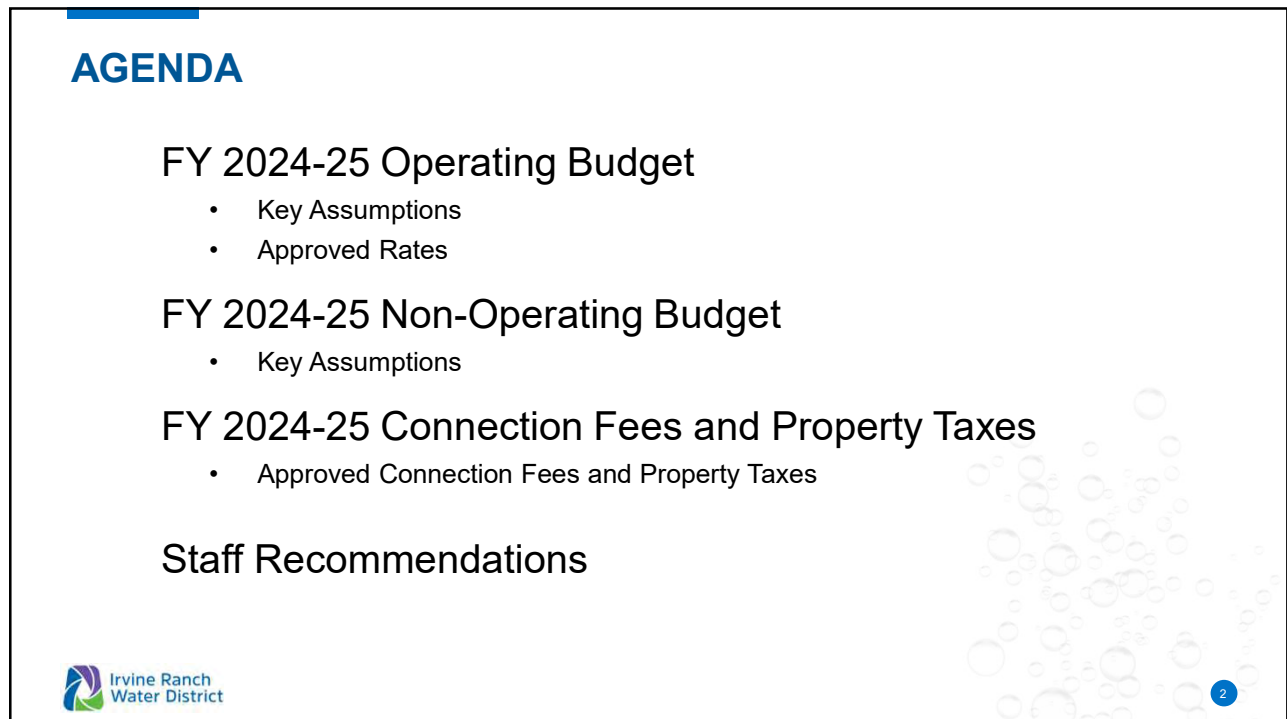 AGENDA
FY 2024-25 Operating Budget
• Key Assumptions
• Approved Rates
FY 2024-25 Non-Operating Budget
• Key Assumptions
FY 2024-25 Connection Fees and Property Taxes
• Approved Connection Fees and Property Taxes
Staff Recommendations
Irvine Ranch
Water District
2